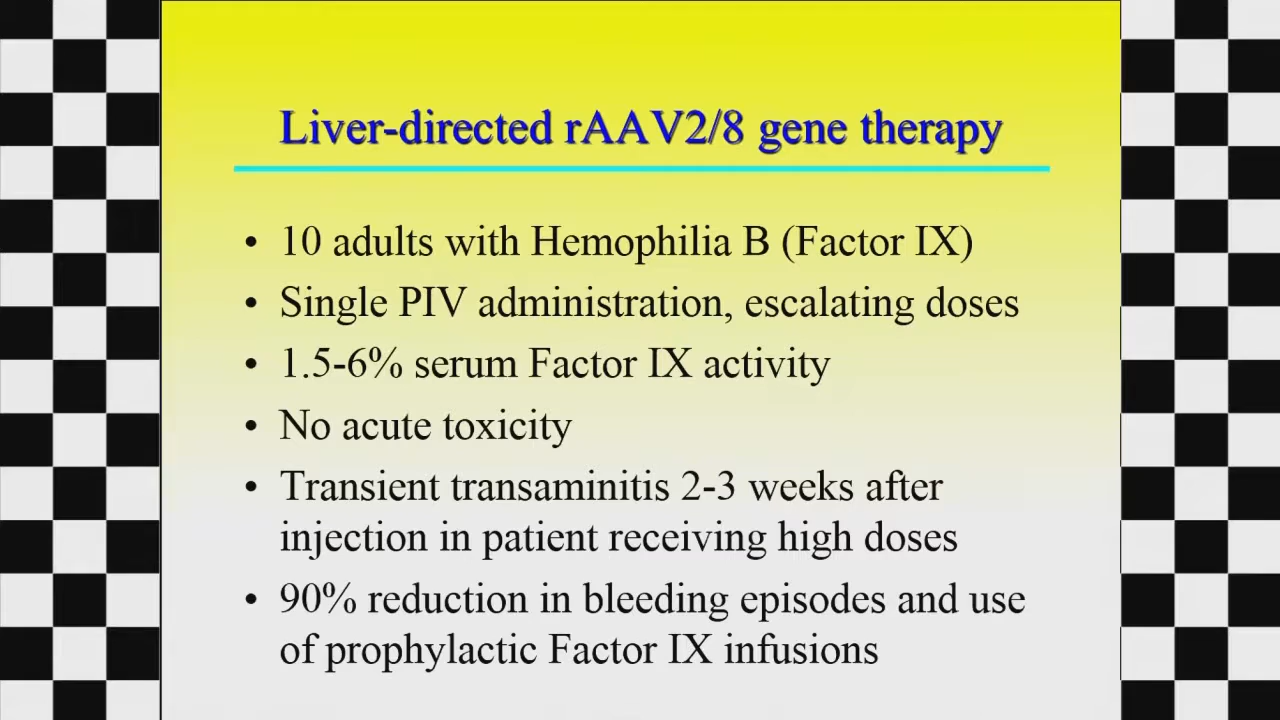 Liver-directed rAAV2/8 gene therapy
• 10 adults with Hemophilia B (Factor IX)
• Single PIV administration, escalating doses
• 1.5-6% serum Factor IX activity
• No acute toxicity
• Transient transaminitis 2-3 weeks after
injection in patient receiving high doses
• 90% reduction in bleeding episodes and use
of prophylactic Factor IX infusions